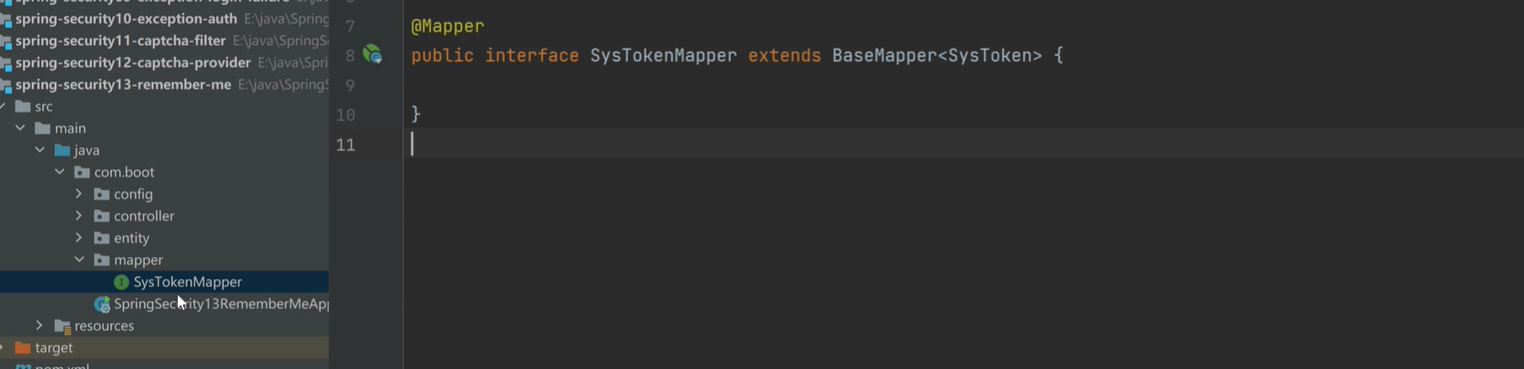 spring-security10-exception-auth E:\java\Spring
spring-security11-captcha-filter E:\java\SpringS
spring-security12-captcha-provider E:\java\Spri
spring-security13-remember-me E:\java\SpringS
src
main
java
com.boot
config
controller
entity
mapper
SysTokenMapper
SpringSecurity13RememberMeApp
resources
target
pom.xml
7 @Mapper
8 public interface SysTokenMapper extends BaseMapper<SysToken> {
9
10 }
11